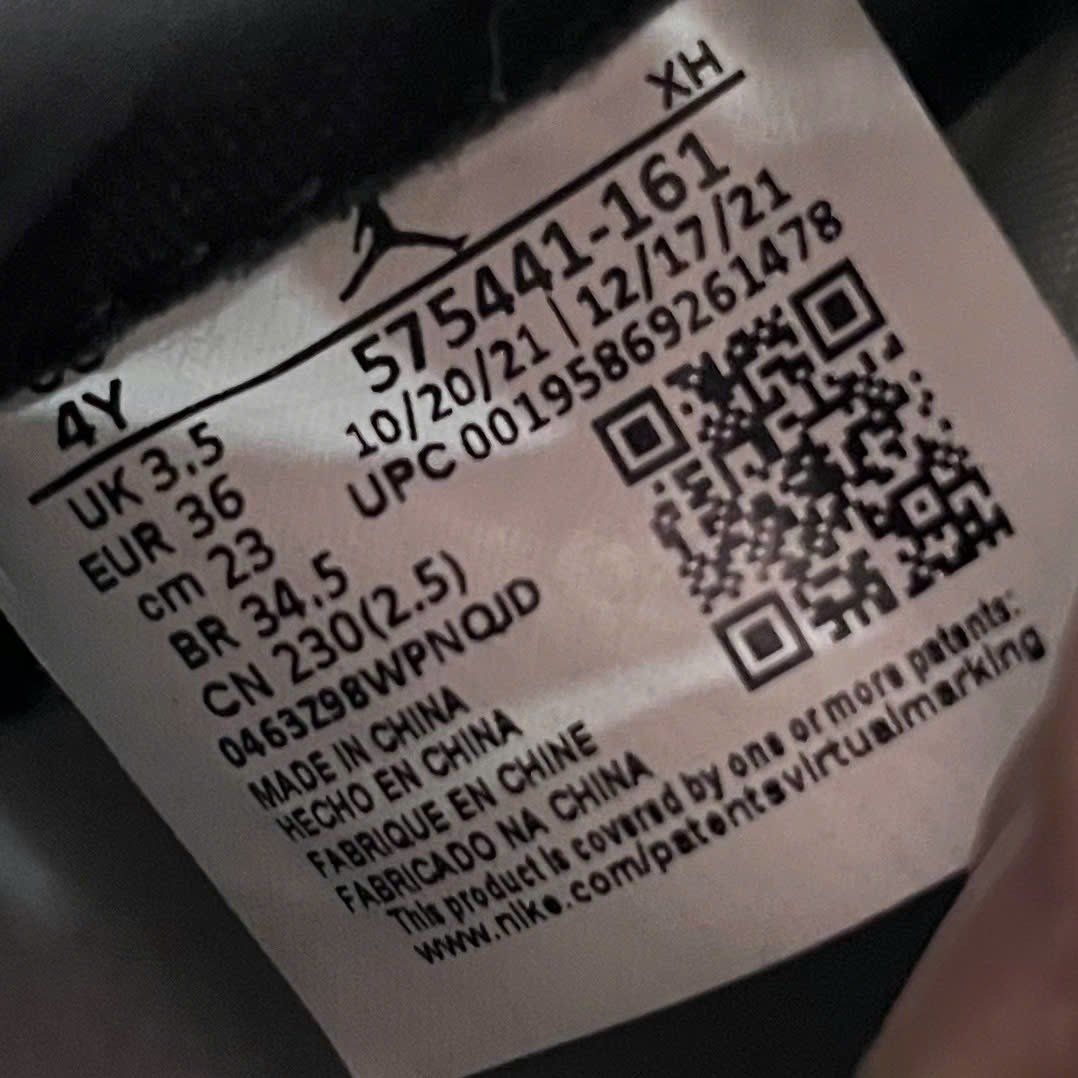 XH
4Y 575441-161
UK 3.5 10/20/21 | 12/17/21
EUR 36 UPC 00195869261478
cm 23
BR 34.5
CN 230(2.5)
0463Z98WPNQJD
MADE IN CHINA
HECHO EN CHINA
FABRIQUE EN CHINE
FABRICADO NA CHINA
This product is covered by one or more patents:
www.nike.com/patentsvirtualmarking